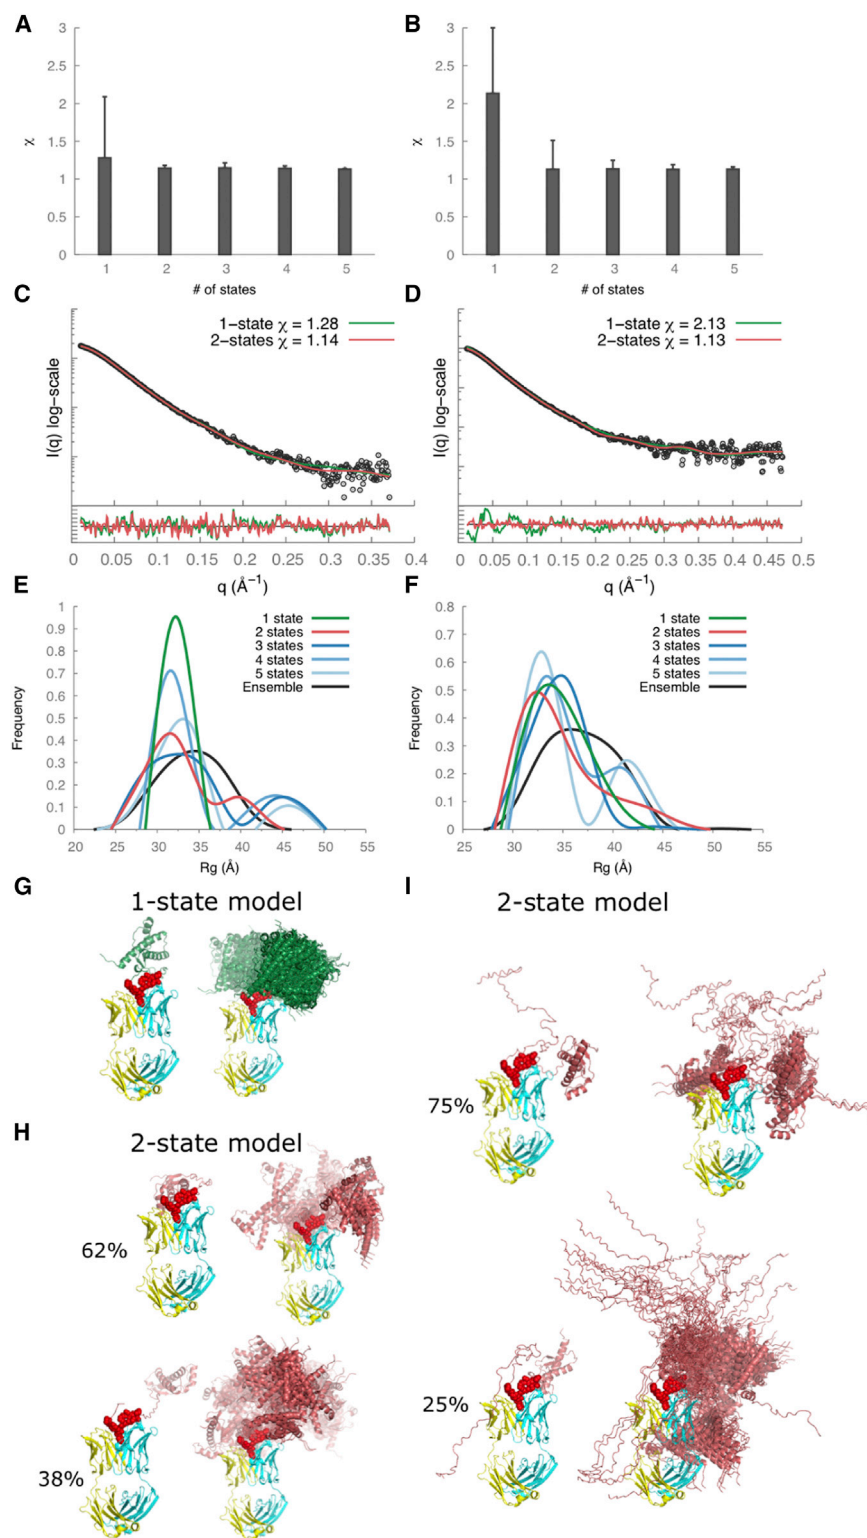 A
3
2.5
2
χ
1.5
1
0.5
0
1
2
3
4
5
# of states
B
3
2.5
2
χ
1.5
1
0.5
0
1
2
3
4
5
# of states
C
1-state χ = 1.28
2-states χ = 1.14
I(q) log-scale
0
0.05
0.1
0.15
0.2
0.25
0.3
0.35
0.4
q (Å⁻¹)
D
1-state χ = 2.13
2-states χ = 1.13
I(q) log-scale
0
0.05
0.1
0.15
0.2
0.25
0.3
0.35
0.4
0.45
0.5
q (Å⁻¹)
E
1
0.9
0.8
0.7
0.6
0.5
0.4
0.3
0.2
0.1
0
Frequency
1 state
2 states
3 states
4 states
5 states
Ensemble
20
25
30
35
40
45
50
55
Rg (Å)
F
0.8
0.7
0.6
0.5
0.4
0.3
0.2
0.1
0
Frequency
1 state
2 states
3 states
4 states
5 states
Ensemble
25
30
35
40
45
50
55
Rg (Å)
G
1-state model
H
2-state model
62%
38%
I
2-state model
75%
25%